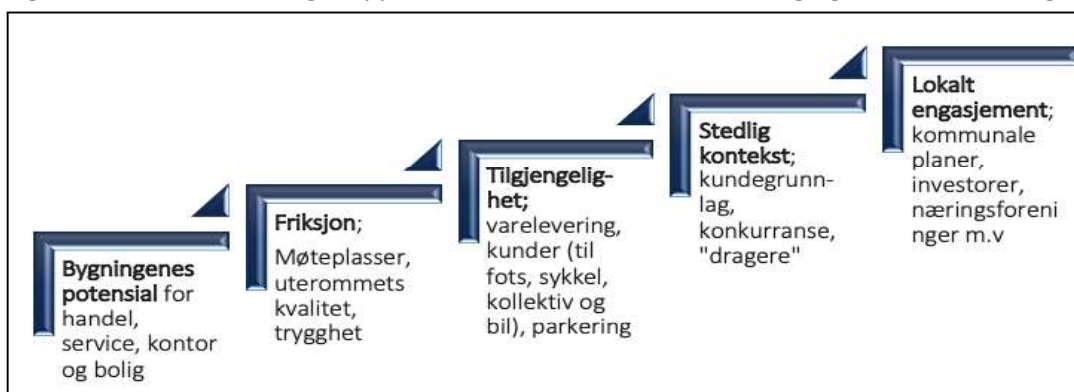 Bygningenes
potensial for
handel,
service, kontor
og bolig
Friksjon;
Møteplasser,
uterommets
kvalitet,
trygghet
Tilgjengelig-
het;
varelevering,
kunder (til
fots, sykkel,
kollektiv og
bil), parkering
Stedlig
kontekst;
kundegrunn-
lag,
konkurranse,
"dragere"
Lokalt
engasjement;
kommunale
planer,
investorer,
næringsforeni
nger m.v